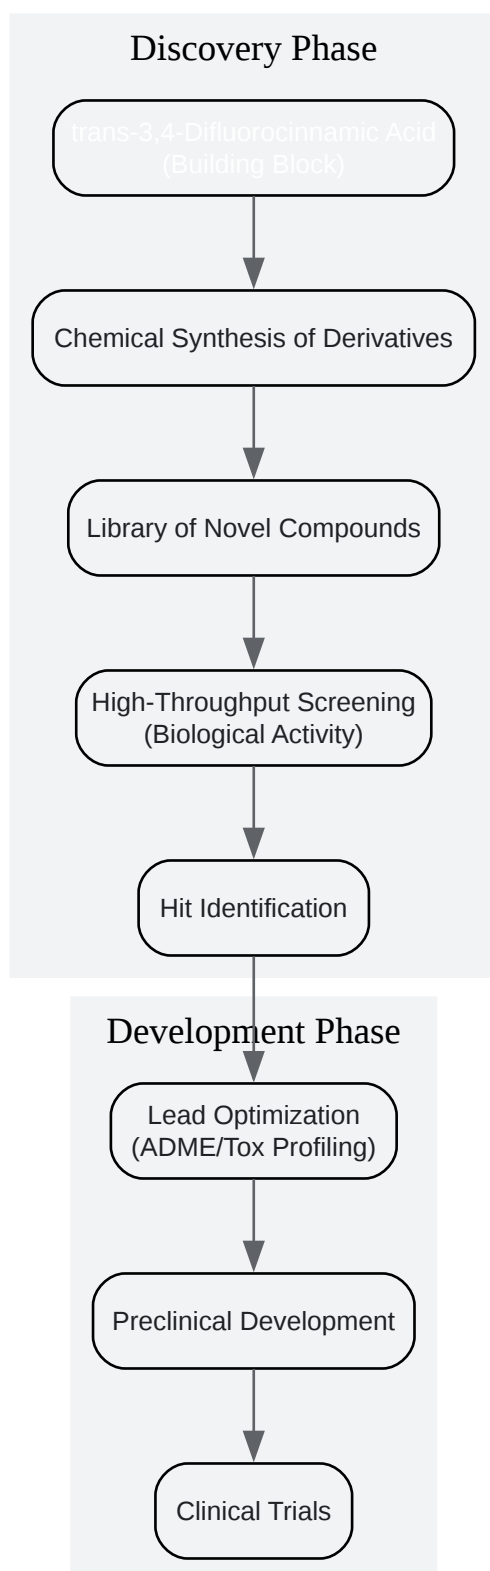 Discovery Phase
trans-3,4-Difluorocinnamic Acid
(Building Block)
Chemical Synthesis of Derivatives
Library of Novel Compounds
High-Throughput Screening
(Biological Activity)
Hit Identification
Development Phase
Lead Optimization
(ADME/Tox Profiling)
Preclinical Development
Clinical Trials